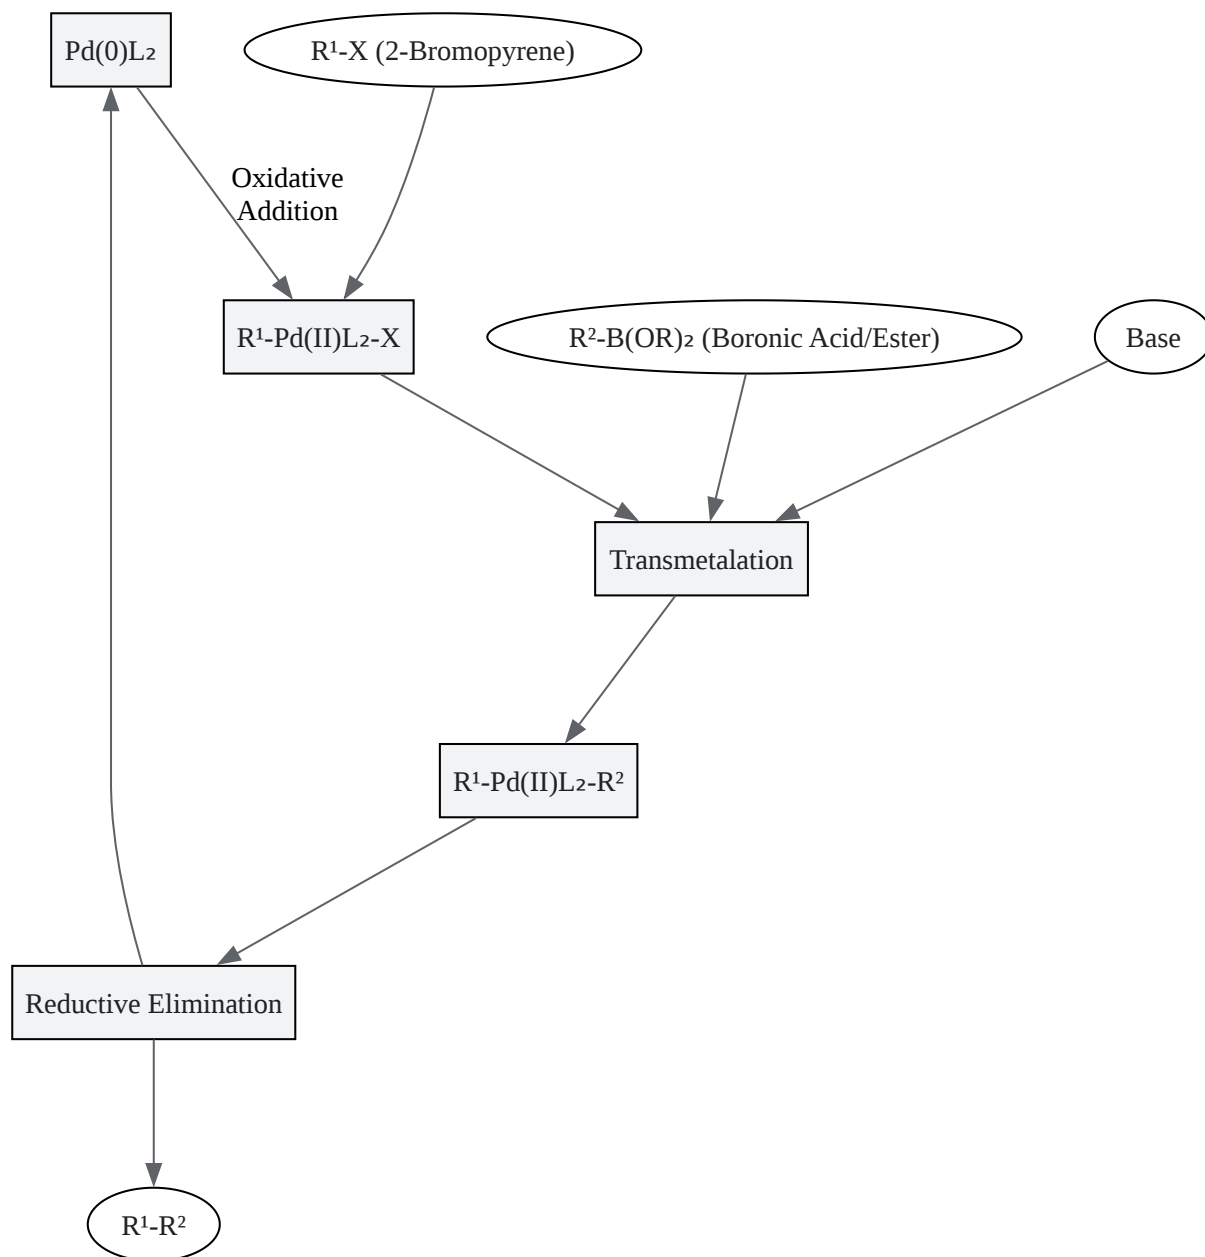 Pd(0)L₂
R¹-X (2-Bromopyrene)
Oxidative
Addition
R¹-Pd(II)L₂-X
R²-B(OR)₂ (Boronic Acid/Ester)
Base
Transmetalation
R¹-Pd(II)L₂-R²
Reductive Elimination
R¹-R²